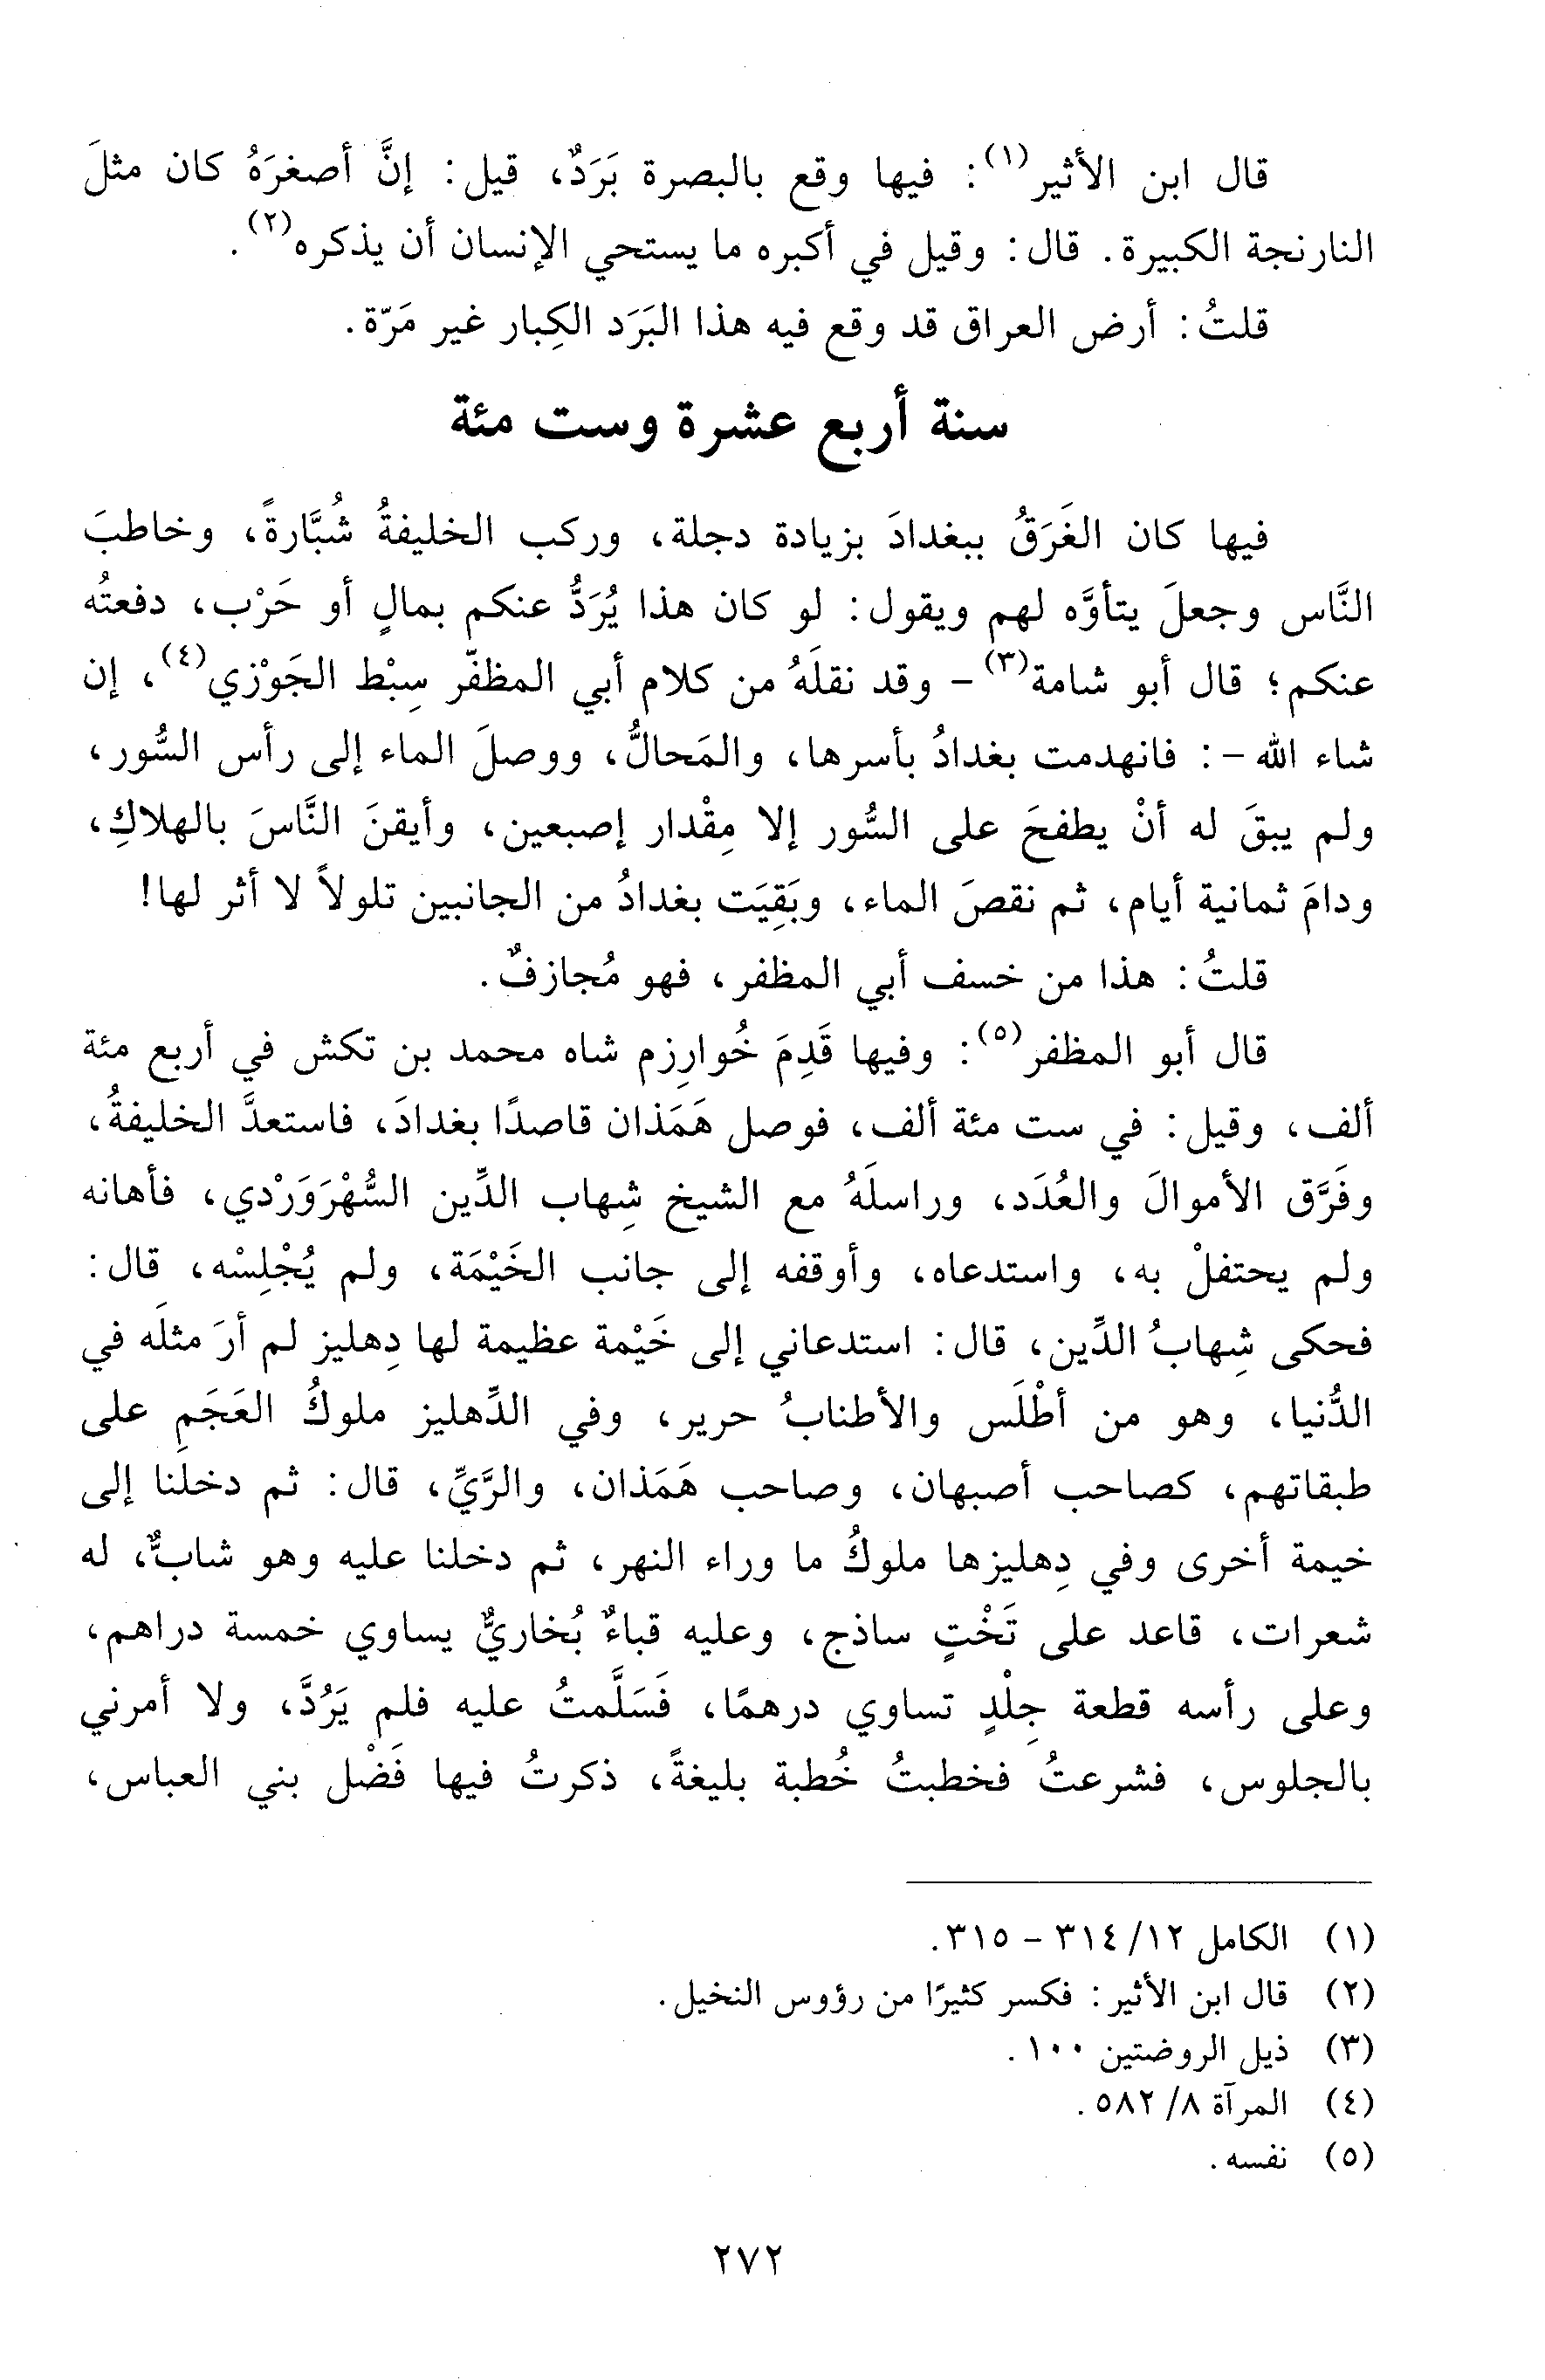 قال ابن الأثير(١): فيها وقع بالبصرة بَرَدٌ، قيل: إنَّ أصغرَهُ كان مثلَ
النارنجة الكبيرة. قال: وقيل في أكبره ما يستحي الإنسان أن يذكره(٢).
قلتُ: أرض العراق قد وقع فيه هذا البَرَد الكِبار غير مَرّة.
سنة أربع عشرة وست مئة
فيها كان الغَرَقُ ببغدادَ بزيادة دجلة، وركب الخليفةُ شُبَّارةً، وخاطبَ
النَّاس وجعلَ يتأوَّه لهم ويقول: لو كان هذا يُرَدُّ عنكم بمالٍ أو حَرْب، دفعتُه
عنكم؛ قال أبو شامة(٣) - وقد نقلَهُ من كلام أبي المظفّر سِبْط الجَوْزي(٤)، إن
شاء الله -: فانهدمت بغدادُ بأسرها، والمَحالُّ، ووصلَ الماء إلى رأس السُّور،
ولم يبقَ له أنْ يطفحَ على السُّور إلا مِقْدار إصبعين، وأيقنَ النَّاسَ بالهلاكِ،
ودامَ ثمانية أيام، ثم نقصَ الماء، وبَقِيَت بغدادُ من الجانبين تلولاً لا أثر لها!
قلتُ: هذا من خسف أبي المظفر، فهو مُجازفٌ.
قال أبو المظفر(٥): وفيها قَدِمَ خُوارِزم شاه محمد بن تكش في أربع مئة
ألف، وقيل: في ست مئة ألف، فوصل هَمَذان قاصدًا بغدادَ، فاستعدَّ الخليفةُ،
وفَرَّق الأموالَ والعُدَد، وراسلَهُ مع الشيخ شِهاب الدِّين السُّهْرَوَرْدي، فأهانه
ولم يحتفلْ به، واستدعاه، وأوقفه إلى جانب الخَيْمَة، ولم يُجْلِسْه، قال:
فحكى شِهابُ الدِّين، قال: استدعاني إلى خَيْمة عظيمة لها دِهليز لم أرَ مثلَه في
الدُّنيا، وهو من أطْلَس والأطنابُ حرير، وفي الدِّهليز ملوكُ العَجَمِ على
طبقاتهم، كصاحب أصبهان، وصاحب هَمَذان، والرَّيِّ، قال: ثم دخلنا إلى
خيمة أخرى وفي دِهليزها ملوكُ ما وراء النهر، ثم دخلنا عليه وهو شابٌّ، له
شعرات، قاعد على تَخْتٍ ساذج، وعليه قباءٌ بُخاريٌّ يساوي خمسة دراهم،
وعلى رأسه قطعة جِلْدٍ تساوي درهمًا، فَسَلَّمتُ عليه فلم يَرُدَّ، ولا أمرني
بالجلوس، فشرعتُ فخطبتُ خُطبة بليغةً، ذكرتُ فيها فَضْل بني العباس،
(١) الكامل ١٢/ ٣١٤ - ٣١٥.
(٢) قال ابن الأثير: فكسر كثيرًا من رؤوس النخيل.
(٣) ذيل الروضتين ١٠٠.
(٤) المرآة ٨/ ٥٨٢.
(٥) نفسه.
٢٧٢